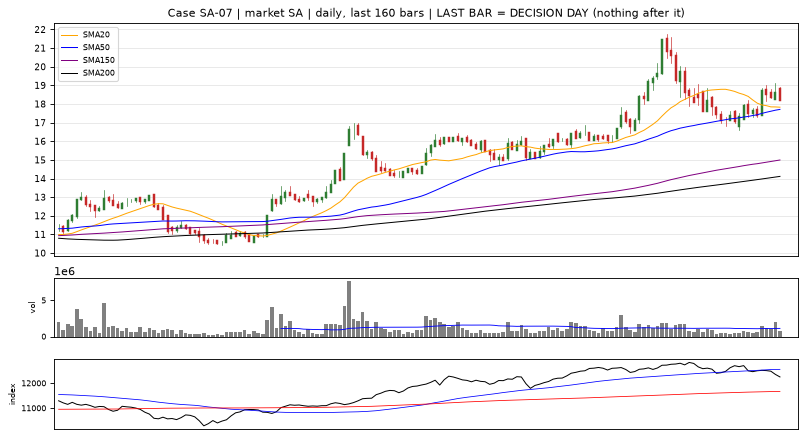 Case SA-07 | market SA | daily, last 160 bars | LAST BAR = DECISION DAY (nothing after it)
SMA20
SMA50
SMA150
SMA200
22
21
20
19
18
17
16
15
14
13
12
11
10
1e6
vol
5
0
index
12000
11000